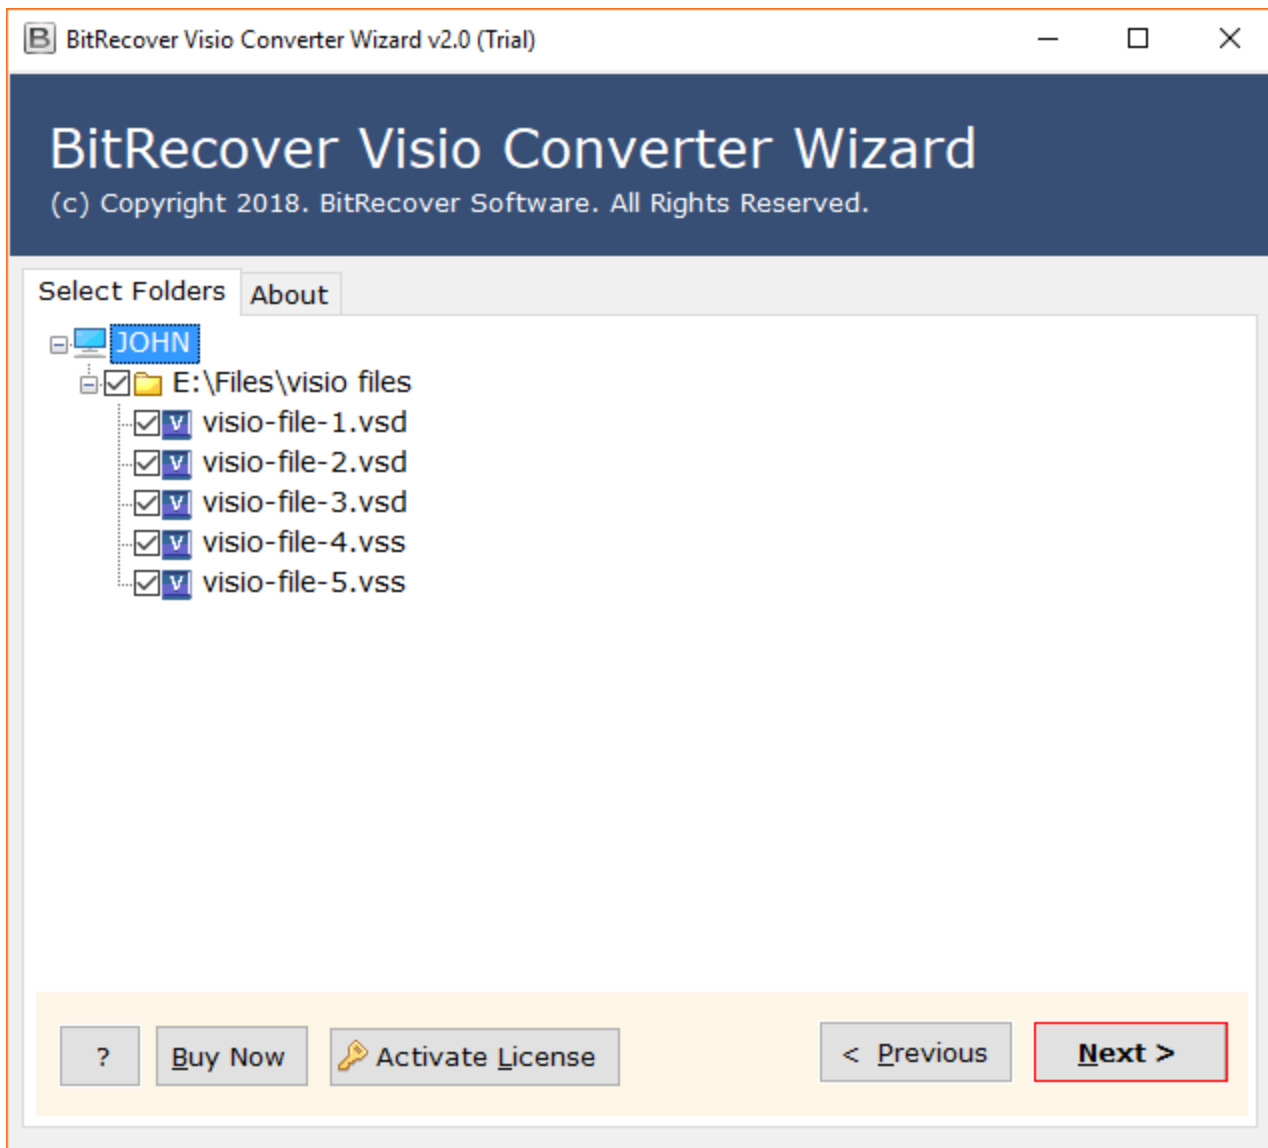 BitRecover Visio Converter Wizard v2.0 (Trial)
BitRecover Visio Converter Wizard
(c) Copyright 2018. BitRecover Software. All Rights Reserved.
Select Folders About
JOHN
E:\Files\visio files
visio-file-1.vsd
visio-file-2.vsd
visio-file-3.vsd
visio-file-4.vss
visio-file-5.vss
? Buy Now Activate License < Previous Next >